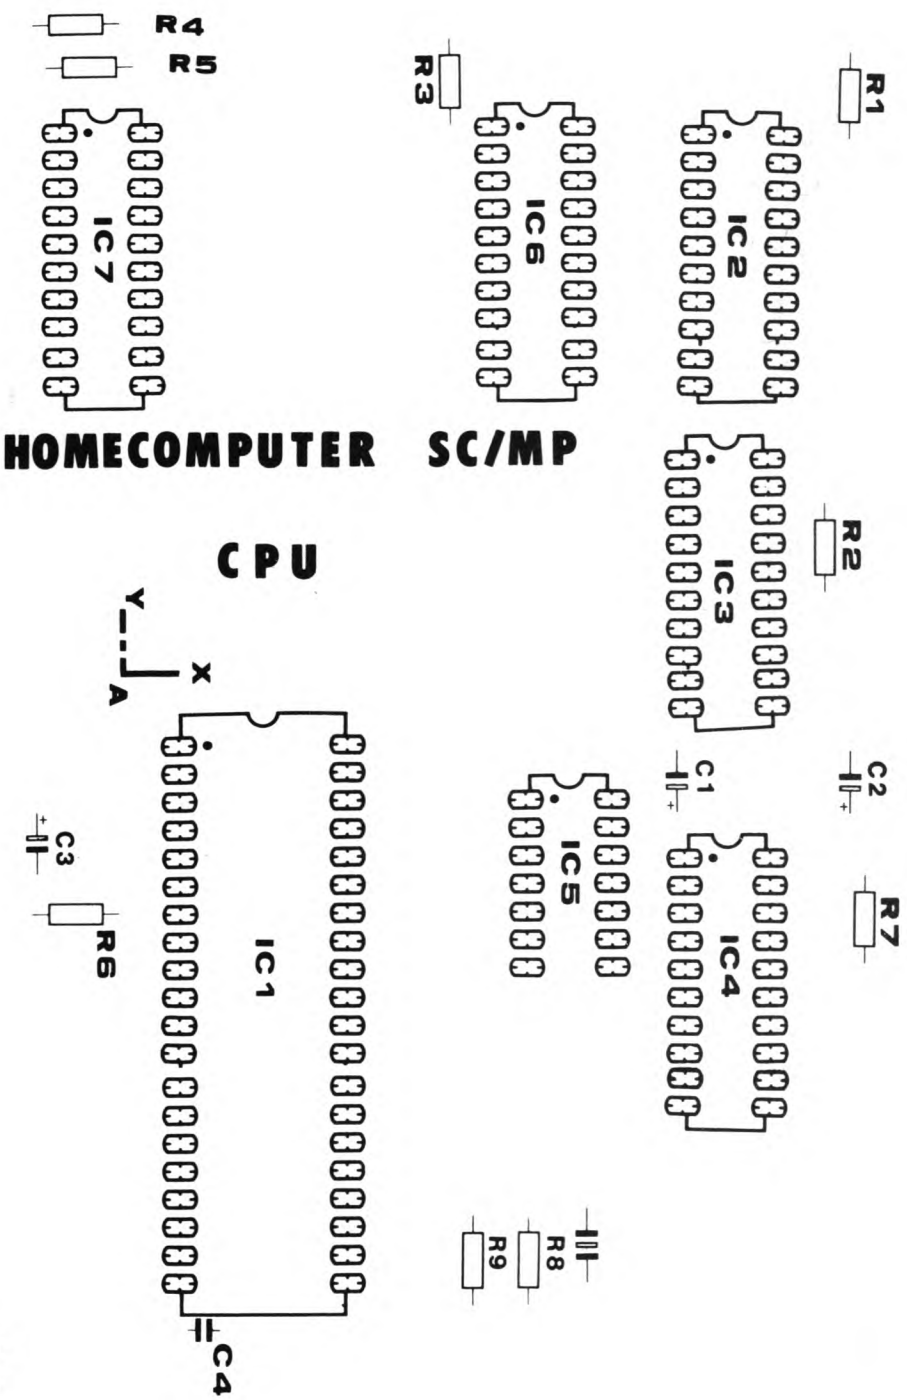 R4
R5
R3
R1
IC7
IC6
IC2
HOMECOMPUTER SC/MP
CPU
R2
IC3
Y
X
A
C1
C2
C3
IC5
R7
R6
IC1
IC4
R9
R8
C4
+
+
+